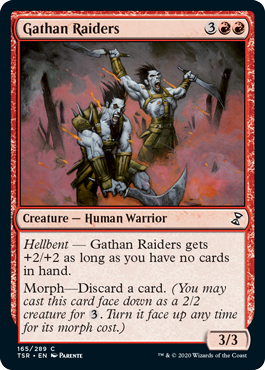 Gathan Raiders 3
Creature — Human Warrior
Hellbent — Gathan Raiders gets
+2/+2 as long as you have no cards
in hand.
Morph—Discard a card. (You may
cast this card face down as a 2/2
creature for 3. Turn it face up any time
for its morph cost.)
3/3
165/289 C
TSR • EN Parente ™ & © 2020 Wizards of the Coast